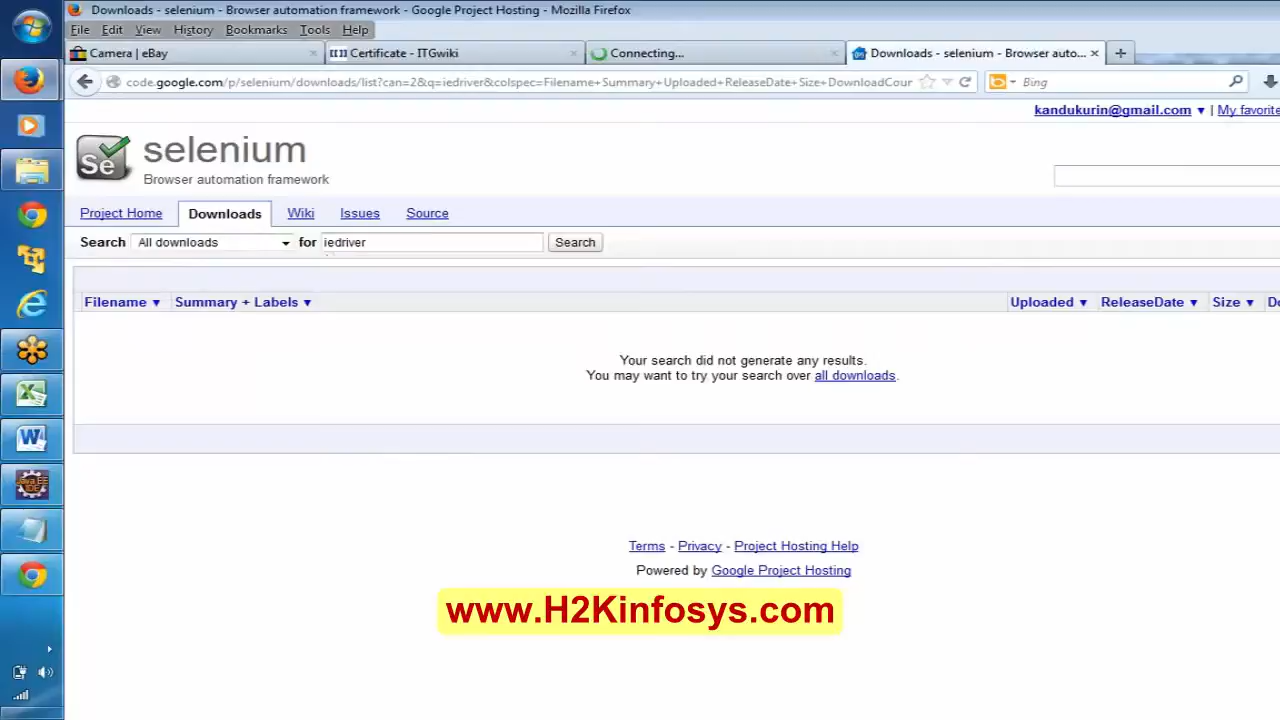 Downloads - selenium - Browser automation framework - Google Project Hosting - Mozilla Firefox
File Edit View History Bookmarks Tools Help
Camera | eBay × Certificate - ITGwiki × Connecting... × Downloads - selenium - Browser auto... × +
code.google.com/p/selenium/downloads/list?can=2&q=iedriver&colspec=Filename+Summary+Uploaded+ReleaseDate+Size+DownloadCour Bing
kandukurin@gmail.com ▼ | My favorite
Se selenium
Browser automation framework
Project Home Downloads Wiki Issues Source
Search All downloads for iedriver Search
Filename ▼ Summary + Labels ▼ Uploaded ▼ ReleaseDate ▼ Size ▼ Do
Your search did not generate any results.
You may want to try your search over all downloads.
Terms - Privacy - Project Hosting Help
Powered by Google Project Hosting
www.H2Kinfosys.com